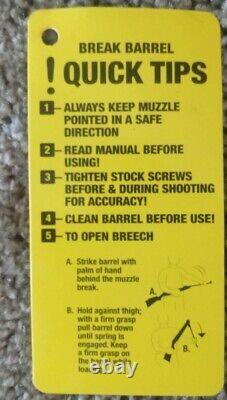 BREAK BARREL
! QUICK TIPS
1 - ALWAYS KEEP MUZZLE
POINTED IN A SAFE
DIRECTION
2 - READ MANUAL BEFORE
USING!
3 - TIGHTEN STOCK SCREWS
BEFORE & DURING SHOOTING
FOR ACCURACY!
4 - CLEAN BARREL BEFORE USE!
5 - TO OPEN BREECH
A. Strike barrel with
palm of hand
behind the muzzle
break.
A.
B. Hold against thigh;
with a firm grasp
pull barrel down
until spring is
engaged. Keep
a firm grasp on
the barrel while
B.